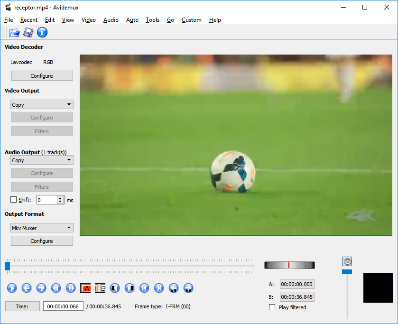 receptor.mp4 - Avidemux
File Recent Edit View Video Audio Auto Tools Go Custom Help
Video Decoder
Lavcodec RGB
Configure
Video Output
Copy
Configure
Filters
Audio Output (1 track(s))
Copy
Configure
Filters
Shift: 0 ms
Output Format
Mkv Muxer
Configure
4K
A: 00:00:00.000
B: 00:00:36.845
Time: 00:00:00.066 / 00:00:36.845 Frame type: I-FRM (00)
Play filtered